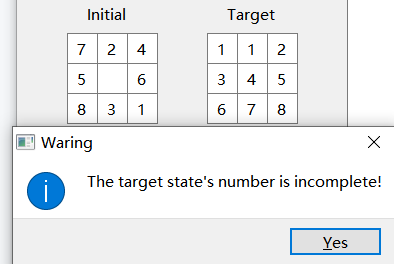 Initial Target
7 2 4 1 1 2
5 6 3 4 5
8 3 1 6 7 8
Waring
The target state's number is incomplete!
Yes